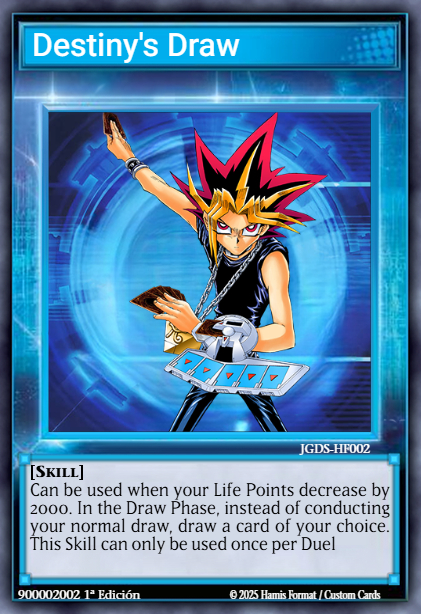 Destiny's Draw
JGDS-HF002
[SKILL]
Can be used when your Life Points decrease by
2000. In the Draw Phase, instead of conducting
your normal draw, draw a card of your choice.
This Skill can only be used once per Duel
900002002 1ª Edición
© 2025 Hamis Format / Custom Cards